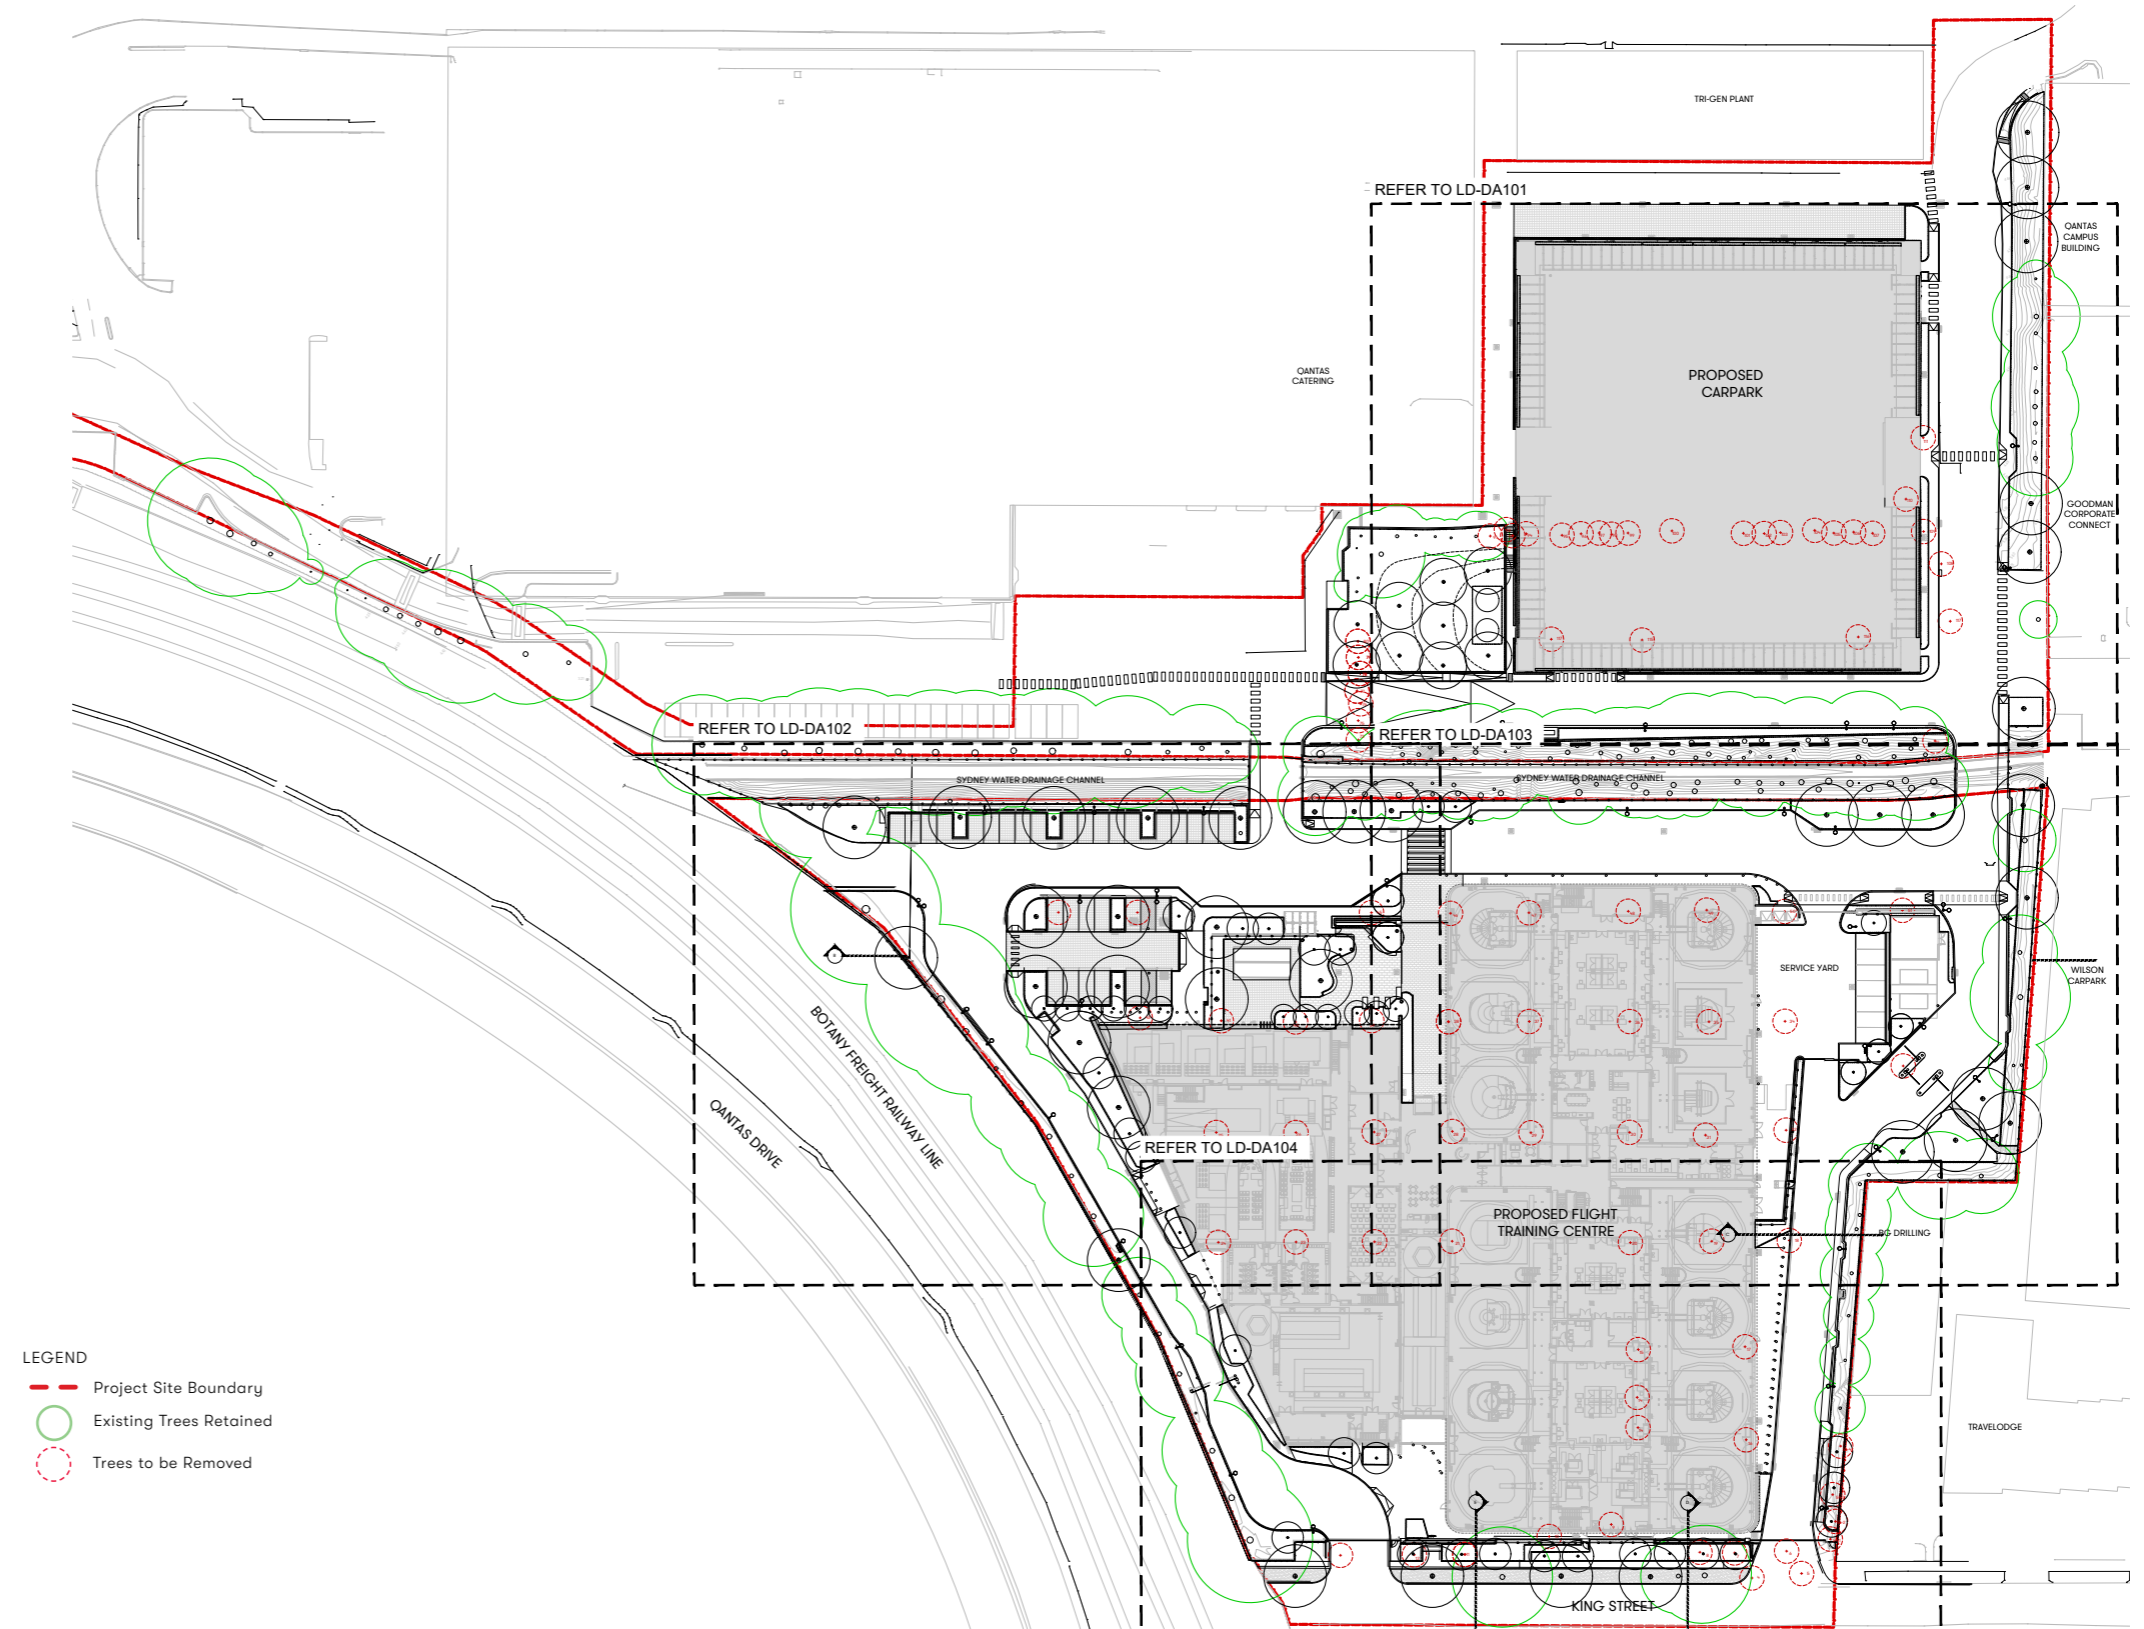 TRI-GEN PLANT
REFER TO LD-DA101
QANTAS
CAMPUS
BUILDING
QANTAS
CATERING
PROPOSED
CARPARK
GOODMAN
CORPORATE
CONNECT
REFER TO LD-DA102
REFER TO LD-DA103
SYDNEY WATER DRAINAGE CHANNEL
SYDNEY WATER DRAINAGE CHANNEL
SERVICE YARD
WILSON
CARPARK
BOTANY FREIGHT RAILWAY LINE
QANTAS DRIVE
REFER TO LD-DA104
PROPOSED FLIGHT
TRAINING CENTRE
BG DRILLING
LEGEND
Project Site Boundary
Existing Trees Retained
Trees to be Removed
TRAVELODGE
KING STREET